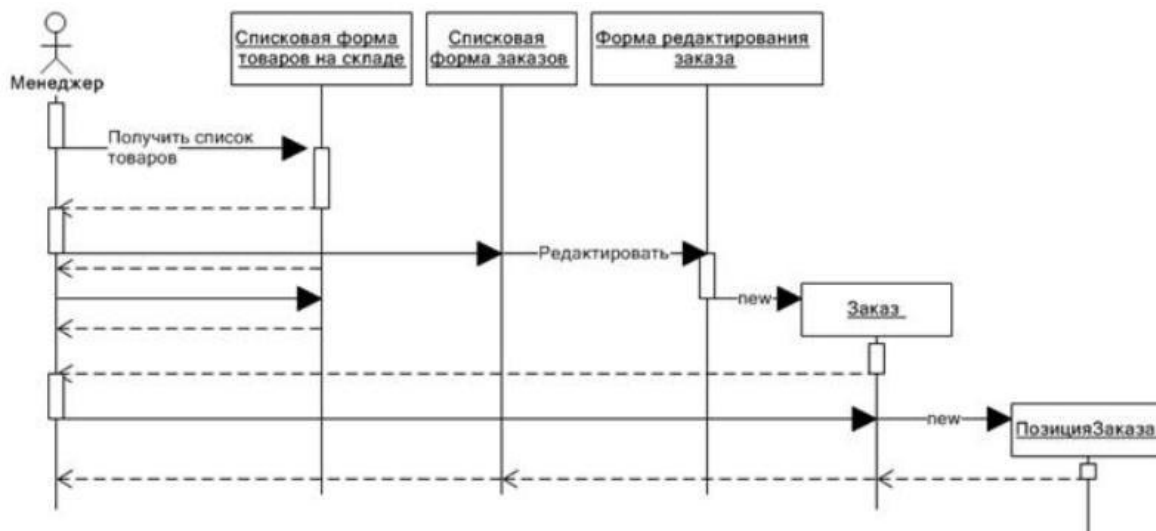 Менеджер
Списковая форма
товаров на складе
Списковая
форма заказов
Форма редактирования
заказа
Получить список
товаров
Редактировать
new
Заказ
new
ПозицияЗаказа